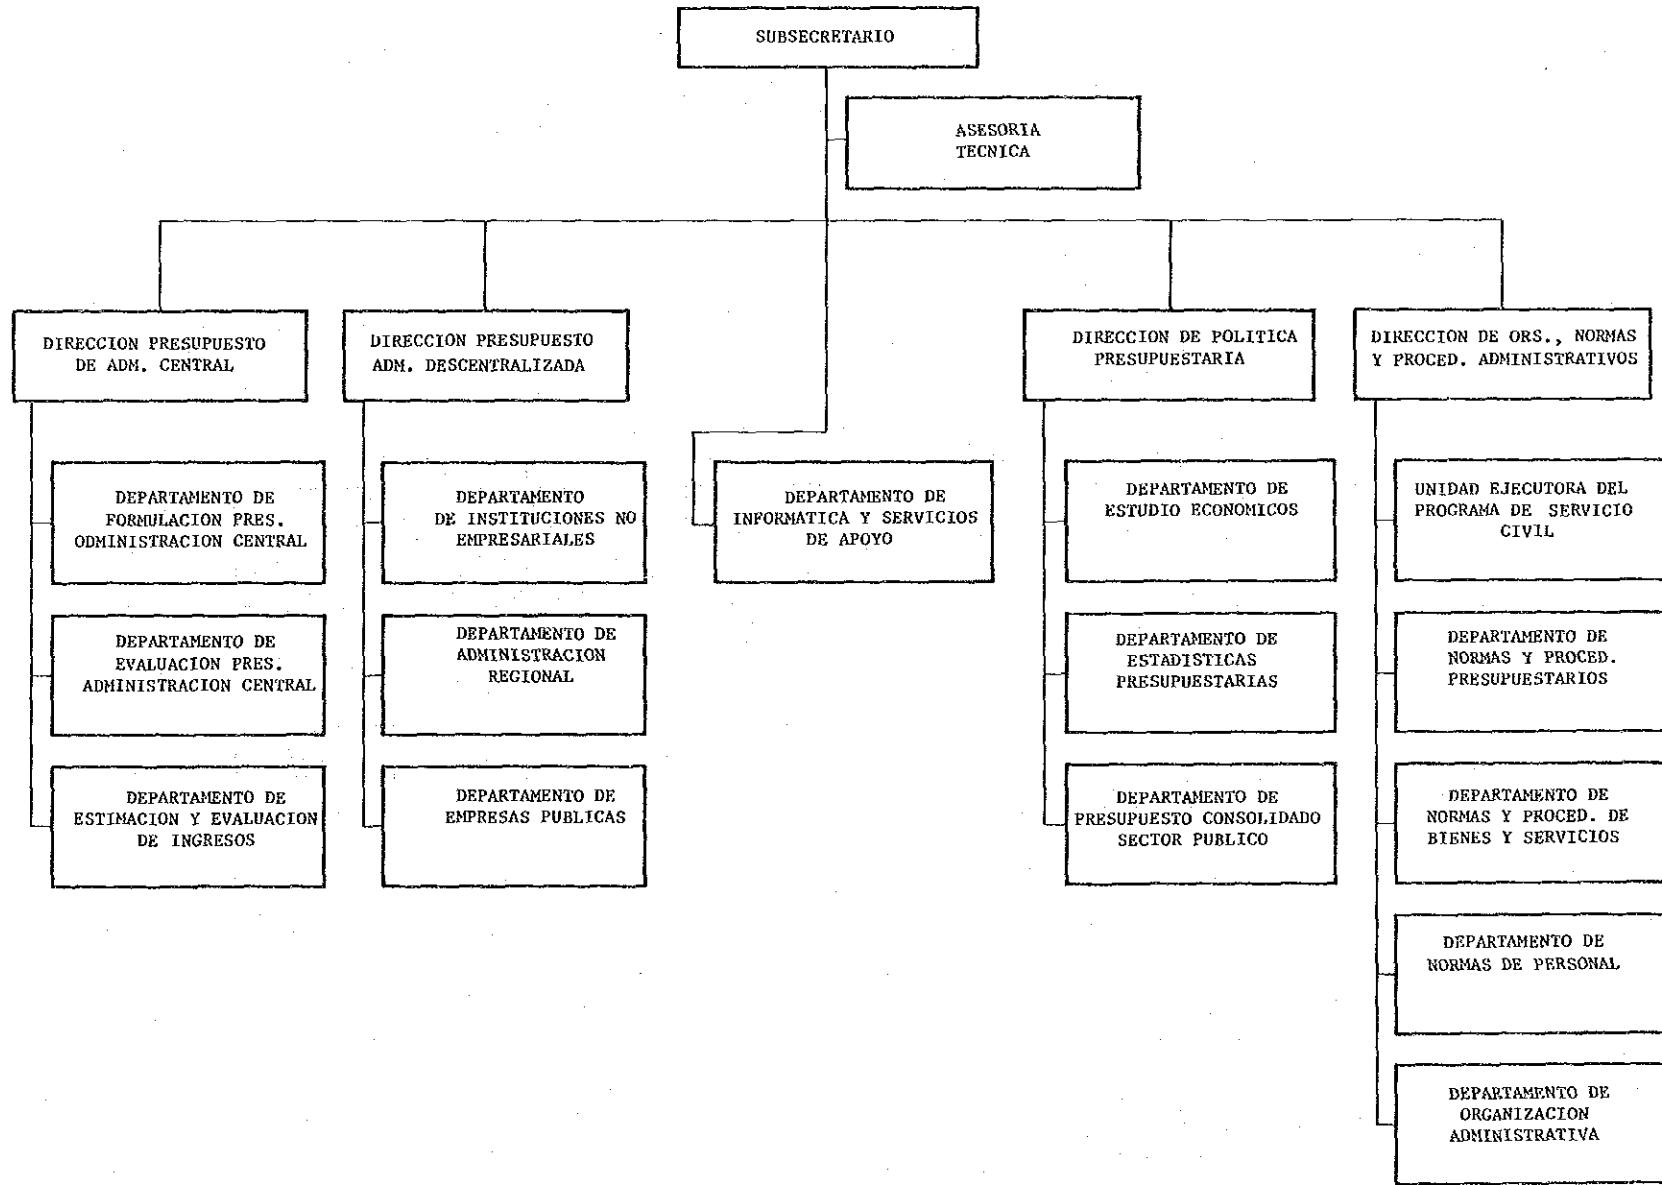 SUBSECRETARIO
ASESORIA
TECNICA
DIRECCION PRESUPUESTO
DE ADM. CENTRAL
DIRECCION PRESUPUESTO
ADM. DESCENTRALIZADA
DIRECCION DE POLITICA
PRESUPUESTARIA
DIRECCION DE ORS., NORMAS
Y PROCED. ADMINISTRATIVOS
DEPARTAMENTO DE
FORMULACION PRES.
ODMINISTRACION CENTRAL
DEPARTAMENTO DE
EVALUACION PRES.
ADMINISTRACION CENTRAL
DEPARTAMENTO DE
ESTIMACION Y EVALUACION
DE INGRESOS
DEPARTAMENTO
DE INSTITUCIONES NO
EMPRESARIALES
DEPARTAMENTO DE
ADMINISTRACION
REGIONAL
DEPARTAMENTO DE
EMPRESAS PUBLICAS
DEPARTAMENTO DE
INFORMATICA Y SERVICIOS
DE APOYO
DEPARTAMENTO DE
ESTUDIO ECONOMICOS
DEPARTAMENTO DE
ESTADISTICAS
PRESUPUESTARIAS
DEPARTAMENTO DE
PRESUPUESTO CONSOLIDADO
SECTOR PUBLICO
UNIDAD EJECUTORA DEL
PROGRAMA DE SERVICIO
CIVIL
DEPARTAMENTO DE
NORMAS Y PROCED.
PRESUPUESTARIOS
DEPARTAMENTO DE
NORMAS Y PROCED. DE
BIENES Y SERVICIOS
DEPARTAMENTO DE
NORMAS DE PERSONAL
DEPARTAMENTO DE
ORGANIZACION
ADMINISTRATIVA